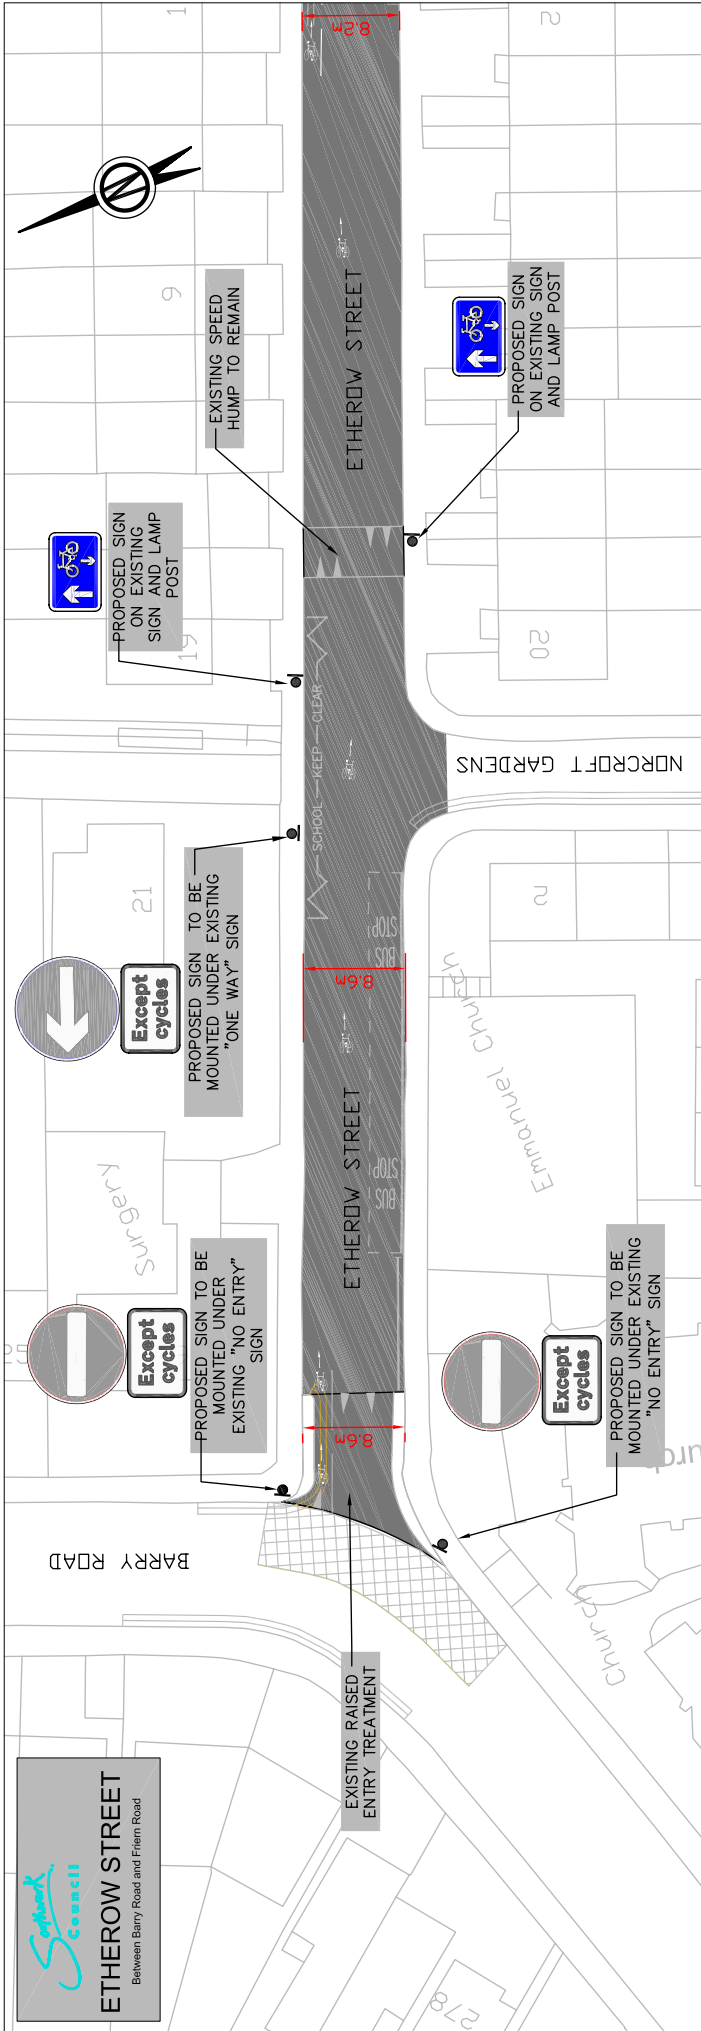 Southwark
Council
ETHEROW STREET
Between Barry Road and Friern Road
278
EXISTING RAISED
ENTRY TREATMENT
BARRY ROAD
Church
25
Except
cycles
PROPOSED SIGN TO BE
MOUNTED UNDER
EXISTING "NO ENTRY"
SIGN
8.6m
Except
cycles
PROPOSED SIGN TO BE
MOUNTED UNDER EXISTING
"NO ENTRY" SIGN
Surgery
ETHEROW STREET
BUS
STOP
Emmanuel Church
Except
cycles
PROPOSED SIGN TO BE
MOUNTED UNDER EXISTING
"ONE WAY" SIGN
21
8.6m
BUS
STOP
2
SCHOOL KEEP CLEAR
NORCROFT GARDENS
PROPOSED SIGN
ON EXISTING
SIGN AND LAMP
POST
19
20
EXISTING SPEED
HUMP TO REMAIN
ETHEROW STREET
PROPOSED SIGN
ON EXISTING SIGN
AND LAMP POST
9
N
1
8.2m
2